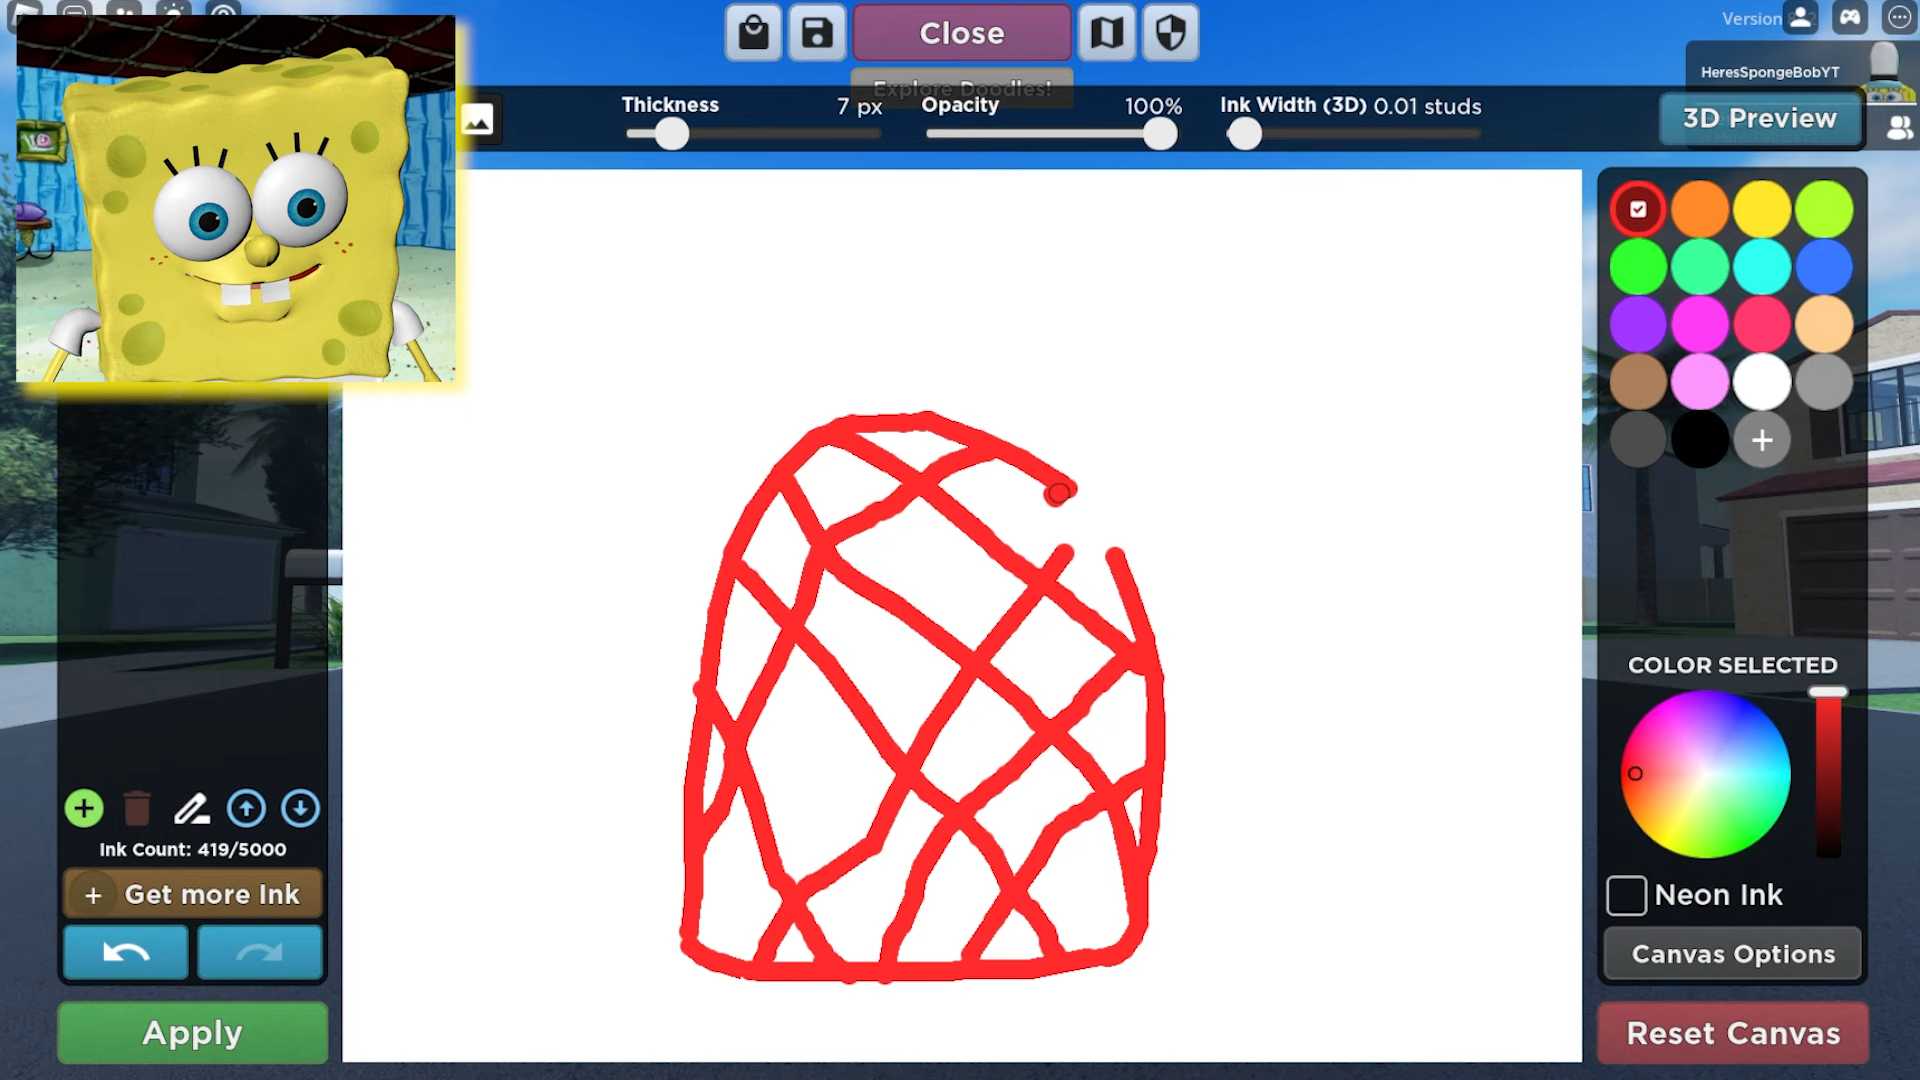 Close
Version
HeresSpongeBobYT
Explore Doodles!
Thickness 7 px Opacity 100% Ink Width (3D) 0.01 studs
3D Preview
COLOR SELECTED
Ink Count: 419/5000
+ Get more Ink
Neon Ink
Canvas Options
Apply
Reset Canvas